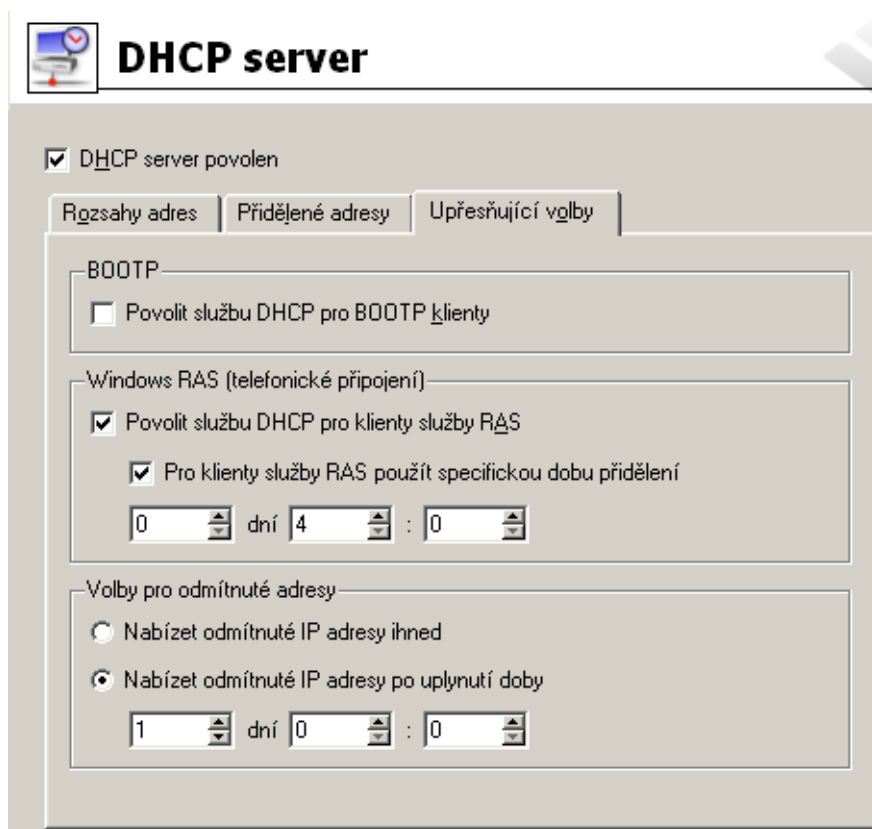 DHCP server
DHCP server povolen
Rozsahy adres Přidělené adresy Upřesňující volby
BOOTP
Povolit službu DHCP pro BOOTP klienty
Windows RAS (telefonické připojení)
Povolit službu DHCP pro klienty služby RAS
Pro klienty služby RAS použít specifickou dobu přidělení
0 dní 4 : 0
Volby pro odmítnuté adresy
Nabízet odmítnuté IP adresy ihned
Nabízet odmítnuté IP adresy po uplynutí doby
1 dní 0 : 0